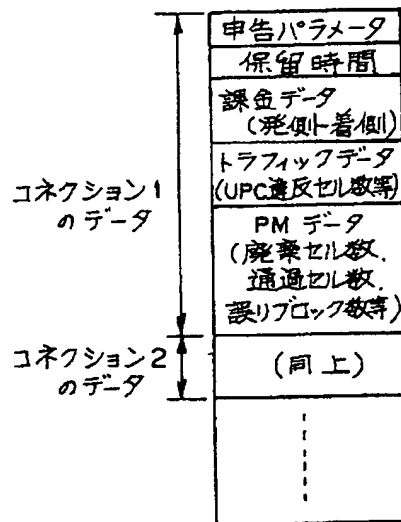 申告パラメータ
保留時間
課金データ
(発側ト着側)
トラフィックデータ
(UPC違反セル数等)
PM データ
(廃棄セル数.
通過セル数.
誤リブロック数等)
コネクション1
のデータ
コネクション2
のデータ
(同上)